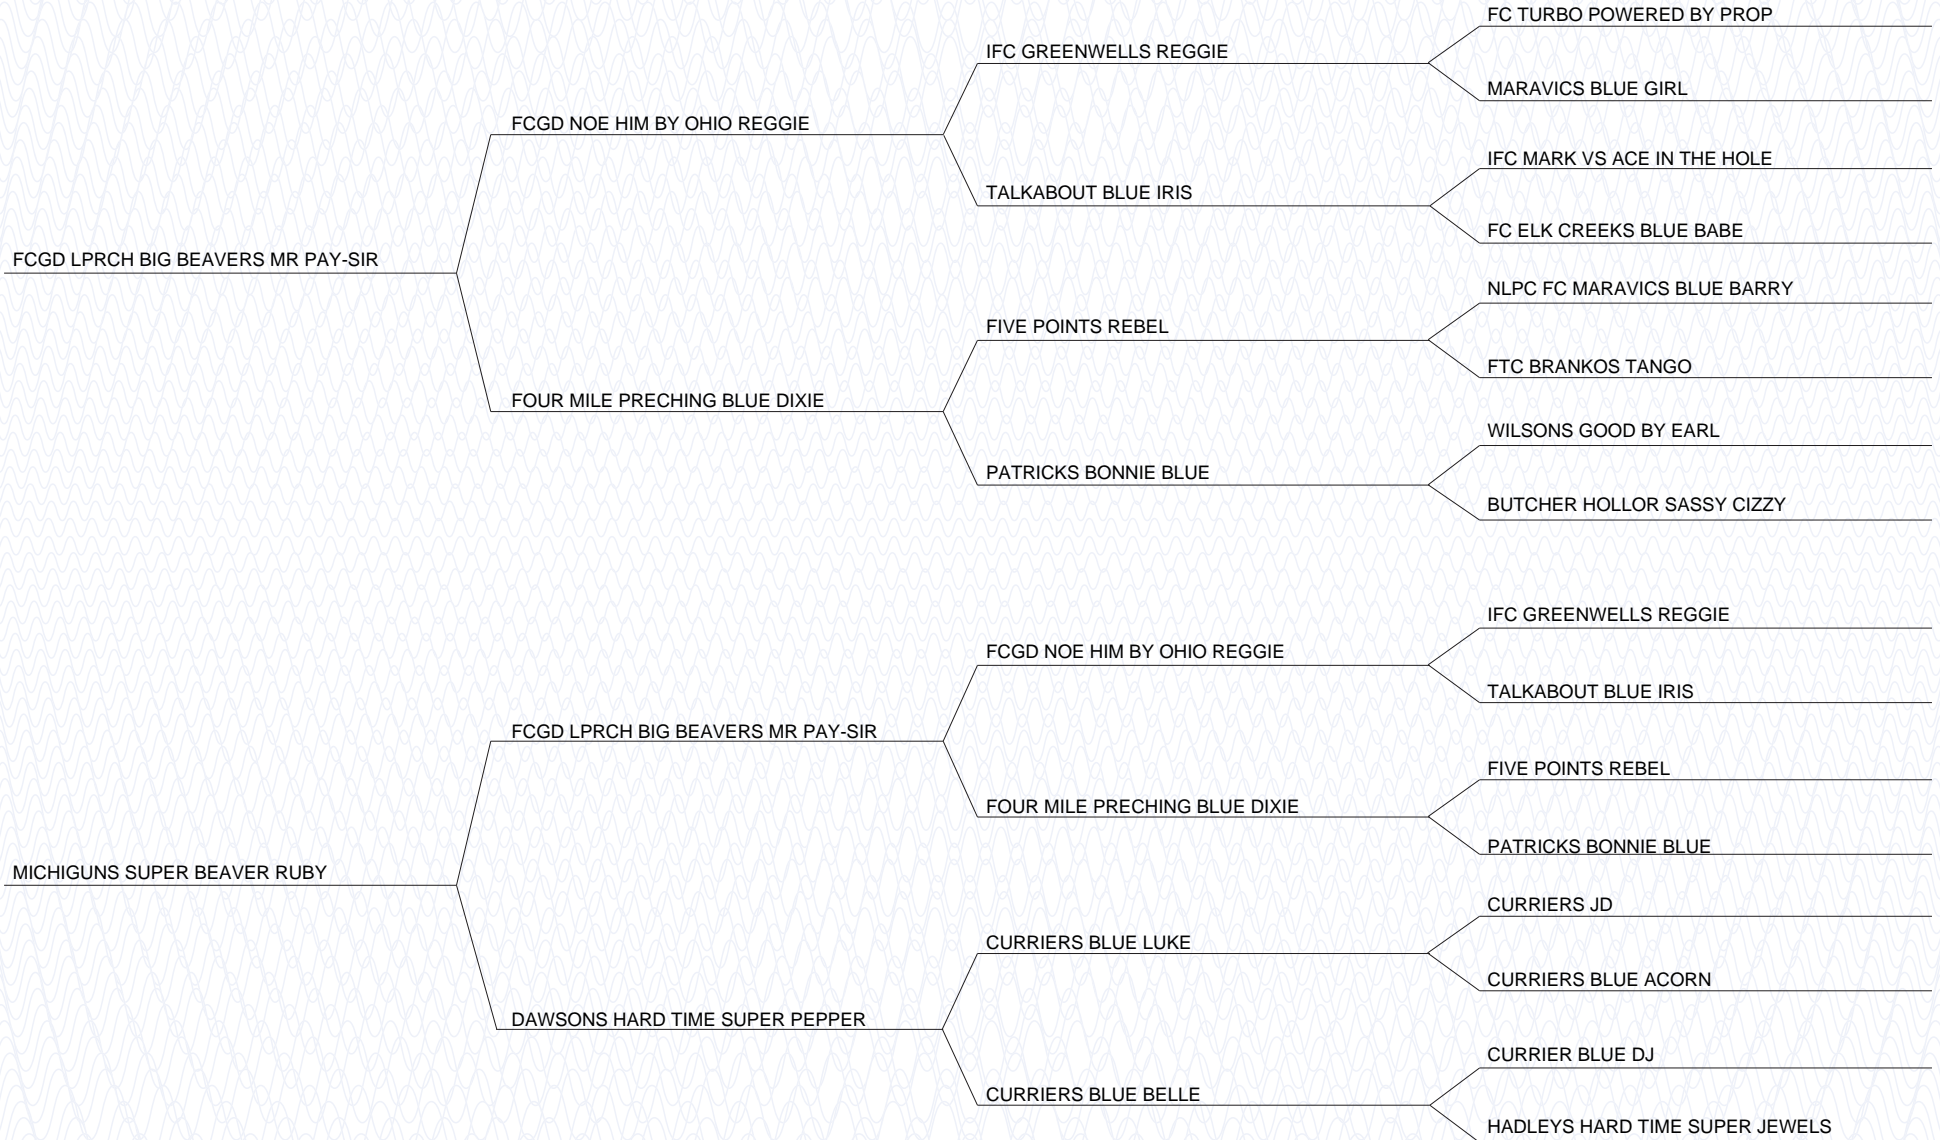 FC TURBO POWERED BY PROP
IFC GREENWELLS REGGIE
MARAVICS BLUE GIRL
FCGD NOE HIM BY OHIO REGGIE
IFC MARK VS ACE IN THE HOLE
TALKABOUT BLUE IRIS
FC ELK CREEKS BLUE BABE
FCGD LPRCH BIG BEAVERS MR PAY-SIR
NLPC FC MARAVICS BLUE BARRY
FIVE POINTS REBEL
FTC BRANKOS TANGO
FOUR MILE PRECHING BLUE DIXIE
WILSONS GOOD BY EARL
PATRICKS BONNIE BLUE
BUTCHER HOLLOR SASSY CIZZY
IFC GREENWELLS REGGIE
FCGD NOE HIM BY OHIO REGGIE
TALKABOUT BLUE IRIS
FCGD LPRCH BIG BEAVERS MR PAY-SIR
FIVE POINTS REBEL
FOUR MILE PRECHING BLUE DIXIE
PATRICKS BONNIE BLUE
MICHIGUNS SUPER BEAVER RUBY
CURRIERS JD
CURRIERS BLUE LUKE
CURRIERS BLUE ACORN
DAWSONS HARD TIME SUPER PEPPER
CURRIER BLUE DJ
CURRIERS BLUE BELLE
HADLEYS HARD TIME SUPER JEWELS